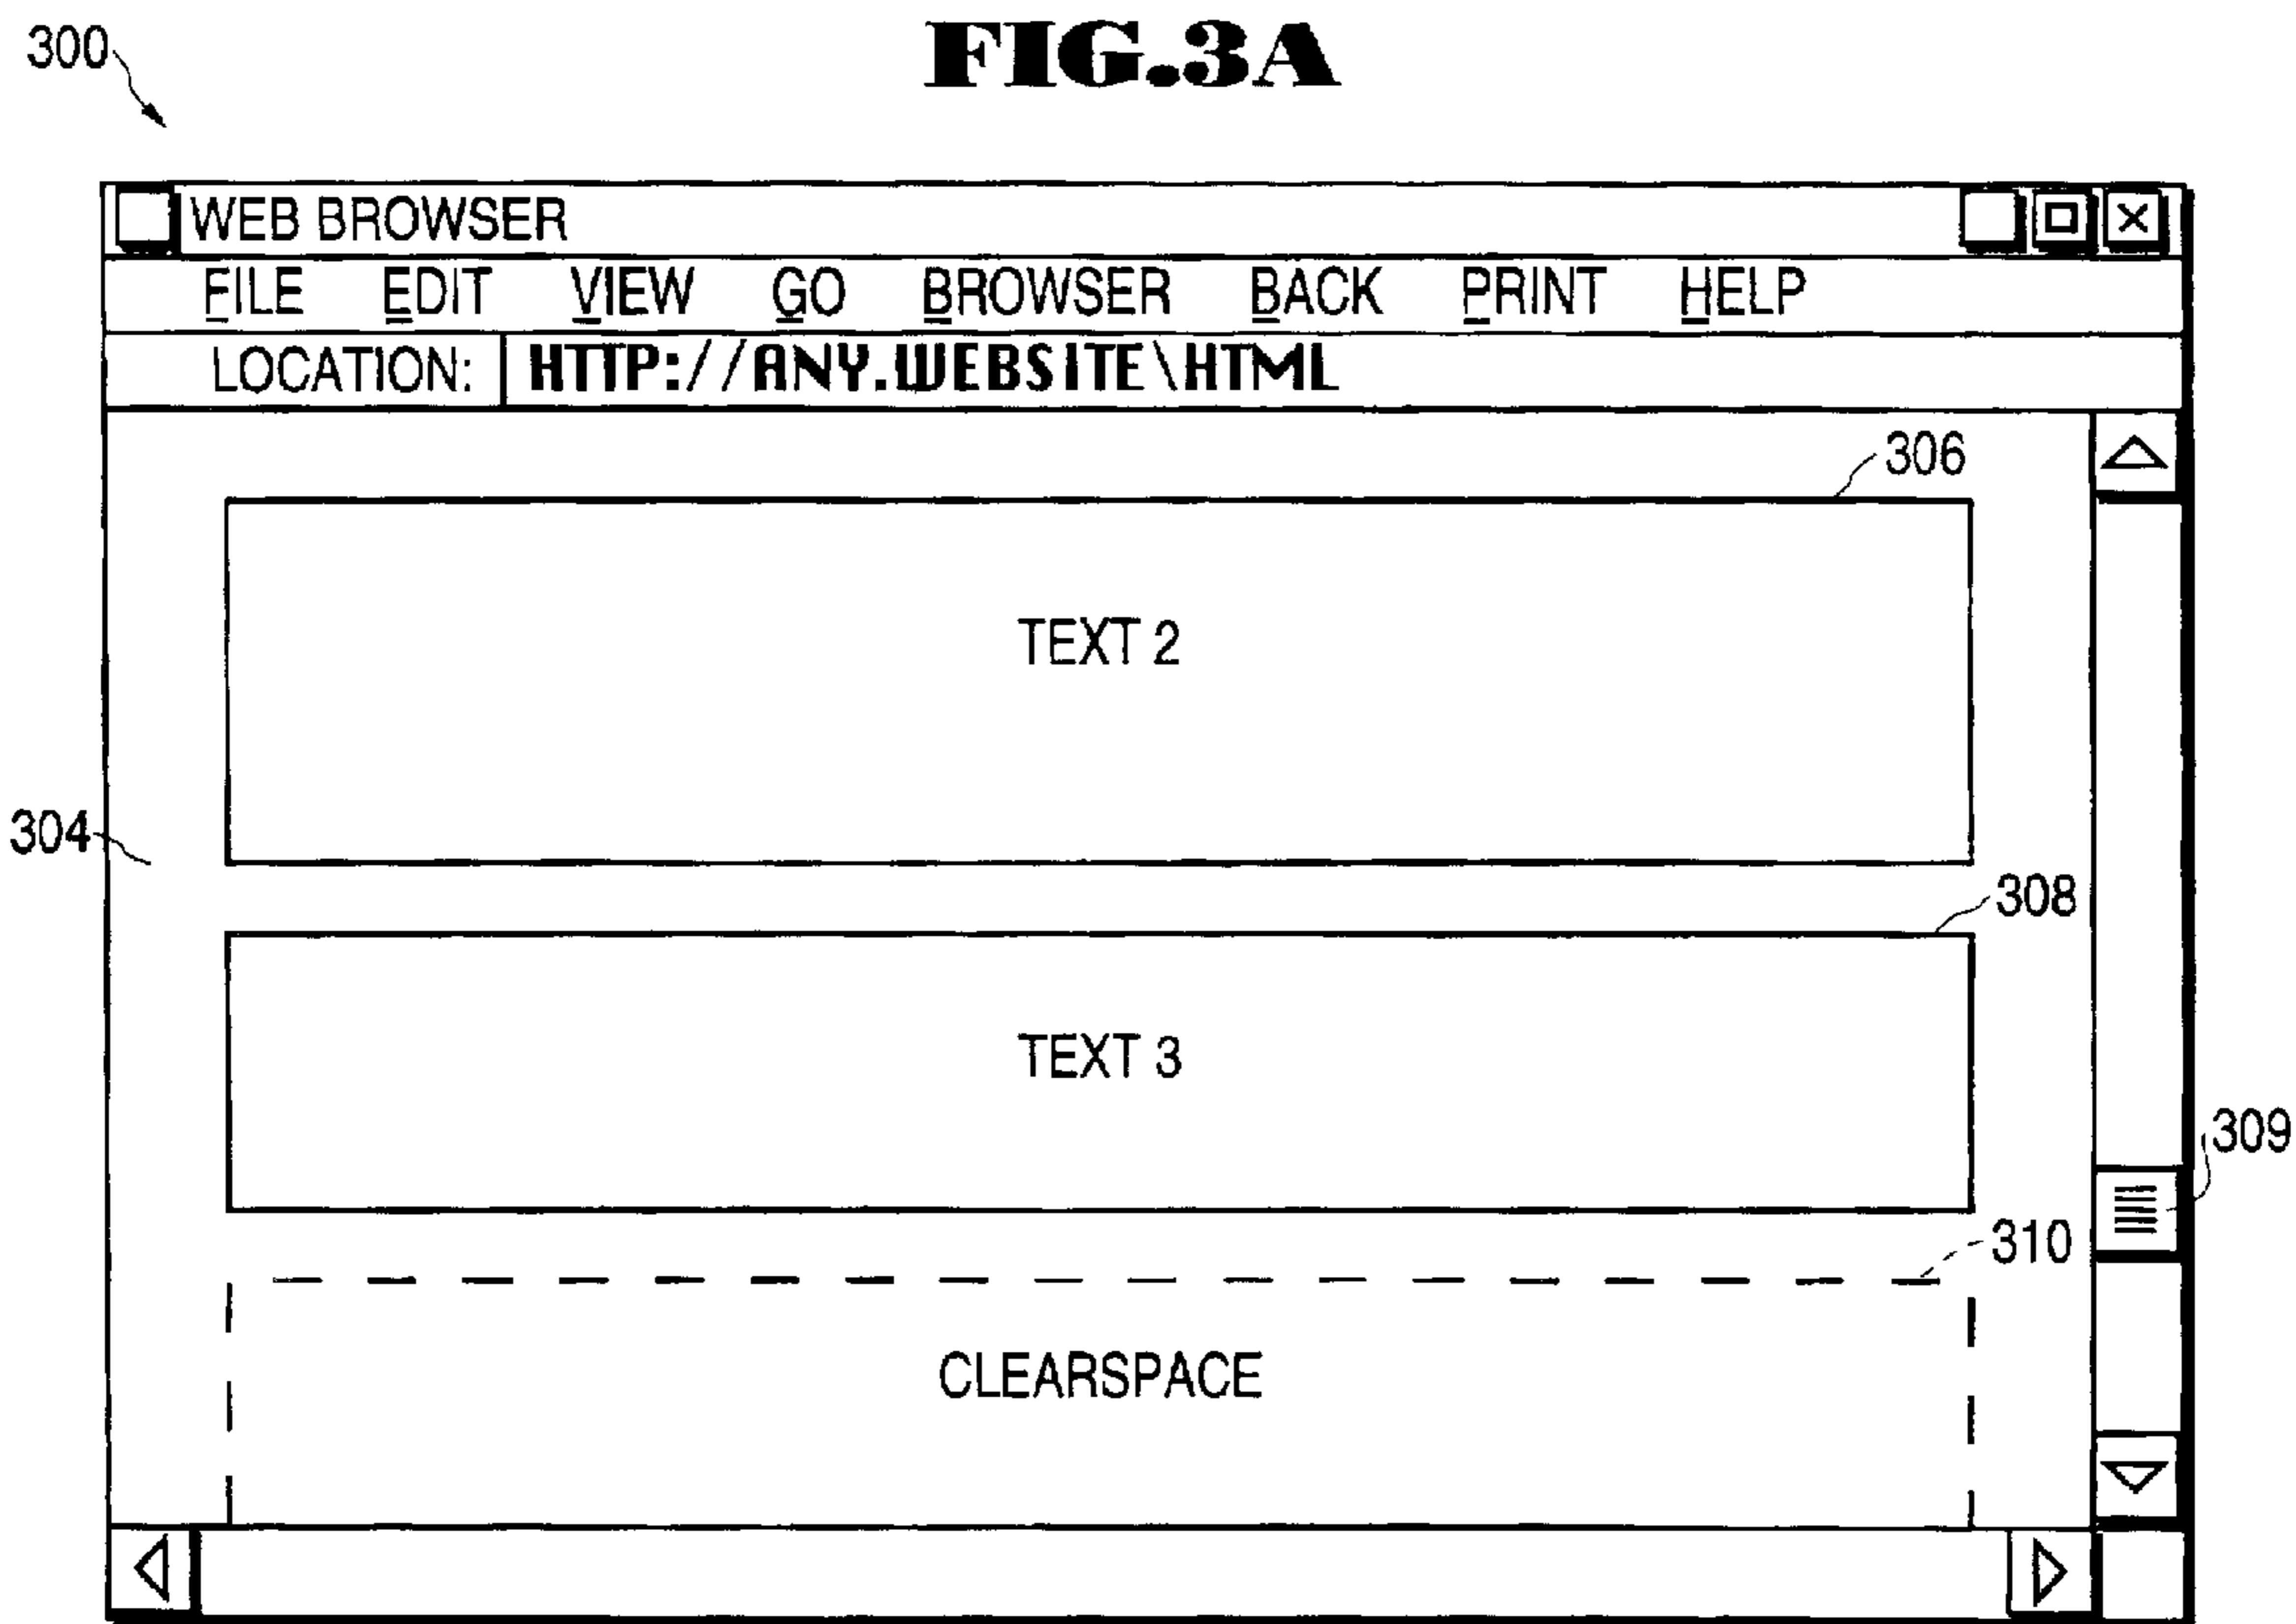 FIG.3A
300
WEB BROWSER
FILE EDIT VIEW GO BROWSER BACK PRINT HELP
LOCATION: HTTP://ANY.WEBSITE\HTML
306
TEXT 2
304
308
TEXT 3
309
310
CLEARSPACE